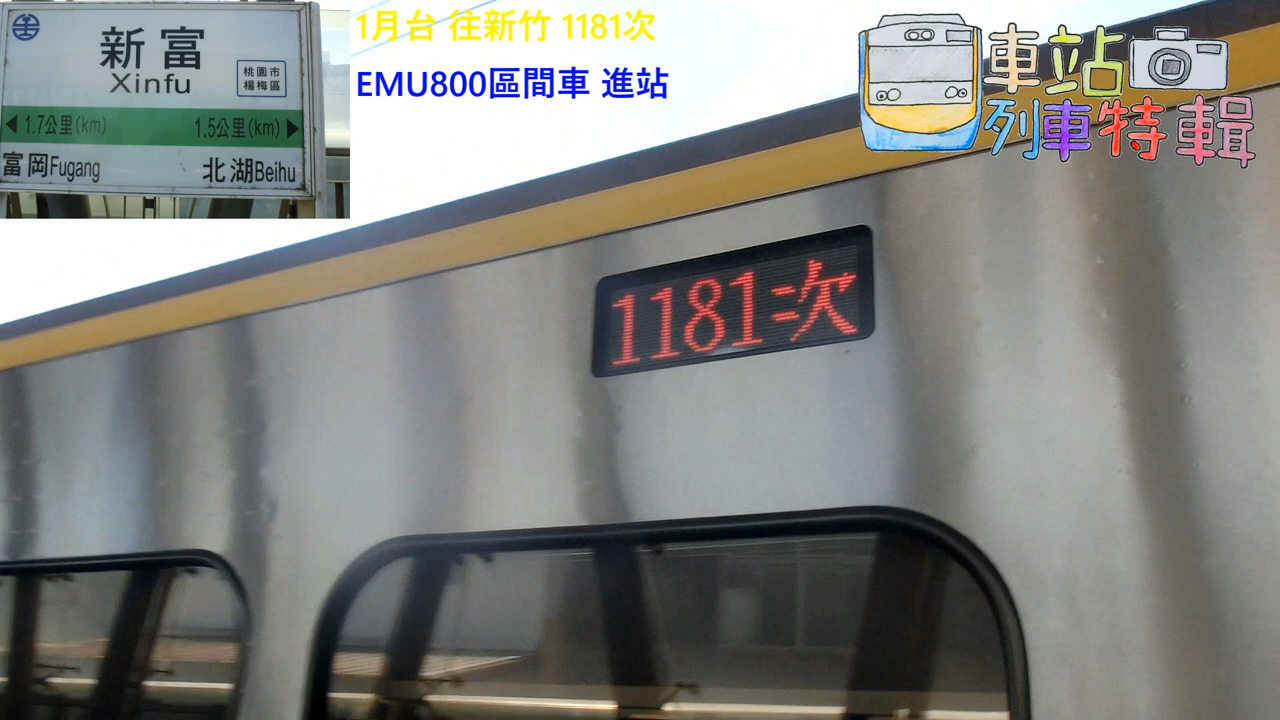 新富
Xinfu
桃園市
楊梅區
◀ 1.7公里(km)
1.5公里(km) ▶
富岡Fugang
北湖Beihu
1月台 往新竹 1181次
EMU800區間車 進站
車站
列車特輯
1181次